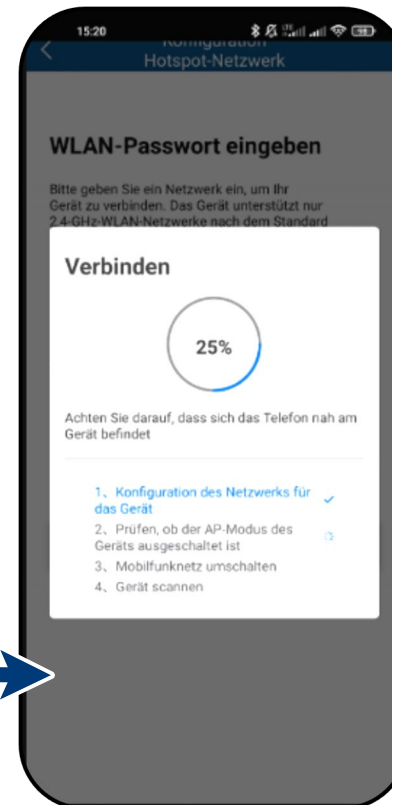 15:20
Konfiguration
Hotspot-Netzwerk
WLAN-Passwort eingeben
Bitte geben Sie ein Netzwerk ein, um Ihr
Gerät zu verbinden. Das Gerät unterstützt nur
2.4-GHz-WLAN-Netzwerke nach dem Standard
Verbinden
25%
Achten Sie darauf, dass sich das Telefon nah am
Gerät befindet
1、Konfiguration des Netzwerks für
das Gerät
2、Prüfen, ob der AP-Modus des
Geräts ausgeschaltet ist
3、Mobilfunknetz umschalten
4、Gerät scannen